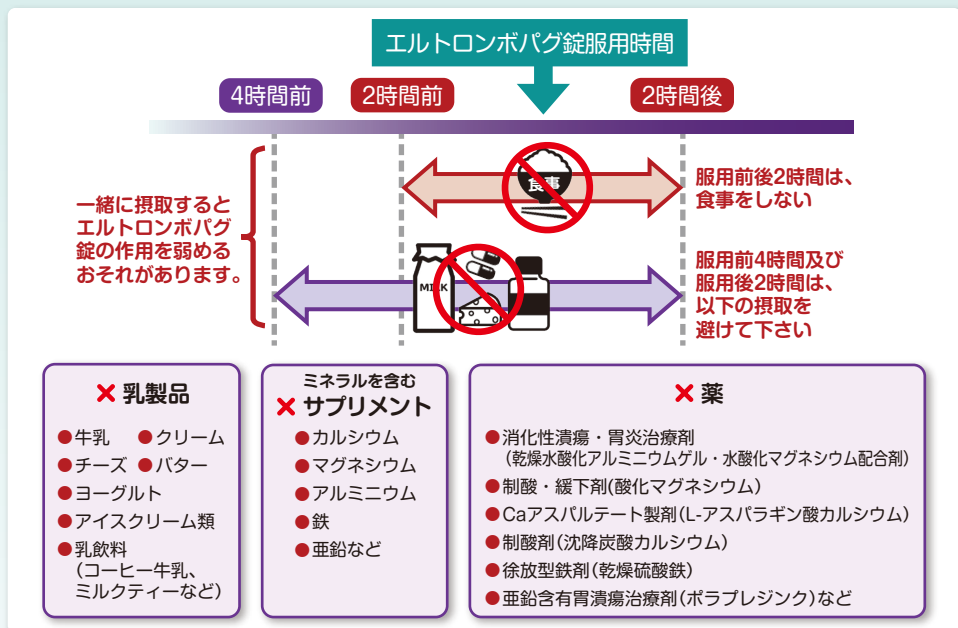 エルトロンボパグ錠服用時間
4時間前
2時間前
2時間後
食事
服用前後2時間は、
食事をしない
一緒に摂取すると
エルトロンボパグ
錠の作用を弱める
おそれがあります。
MILK
服用前4時間及び
服用後2時間は、
以下の摂取を
避けて下さい
× 乳製品
●牛乳 ●クリーム
●チーズ ●バター
●ヨーグルト
●アイスクリーム類
●乳飲料
(コーヒー牛乳、
ミルクティーなど)
ミネラルを含む
× サプリメント
●カルシウム
●マグネシウム
●アルミニウム
●鉄
●亜鉛など
× 薬
●消化性潰瘍・胃炎治療剤
(乾燥水酸化アルミニウムゲル・水酸化マグネシウム配合剤)
●制酸・緩下剤(酸化マグネシウム)
●Caアスパルテート製剤(L-アスパラギン酸カルシウム)
●制酸剤(沈降炭酸カルシウム)
●徐放型鉄剤(乾燥硫酸鉄)
●亜鉛含有胃潰瘍治療剤(ポラプレジンク)など